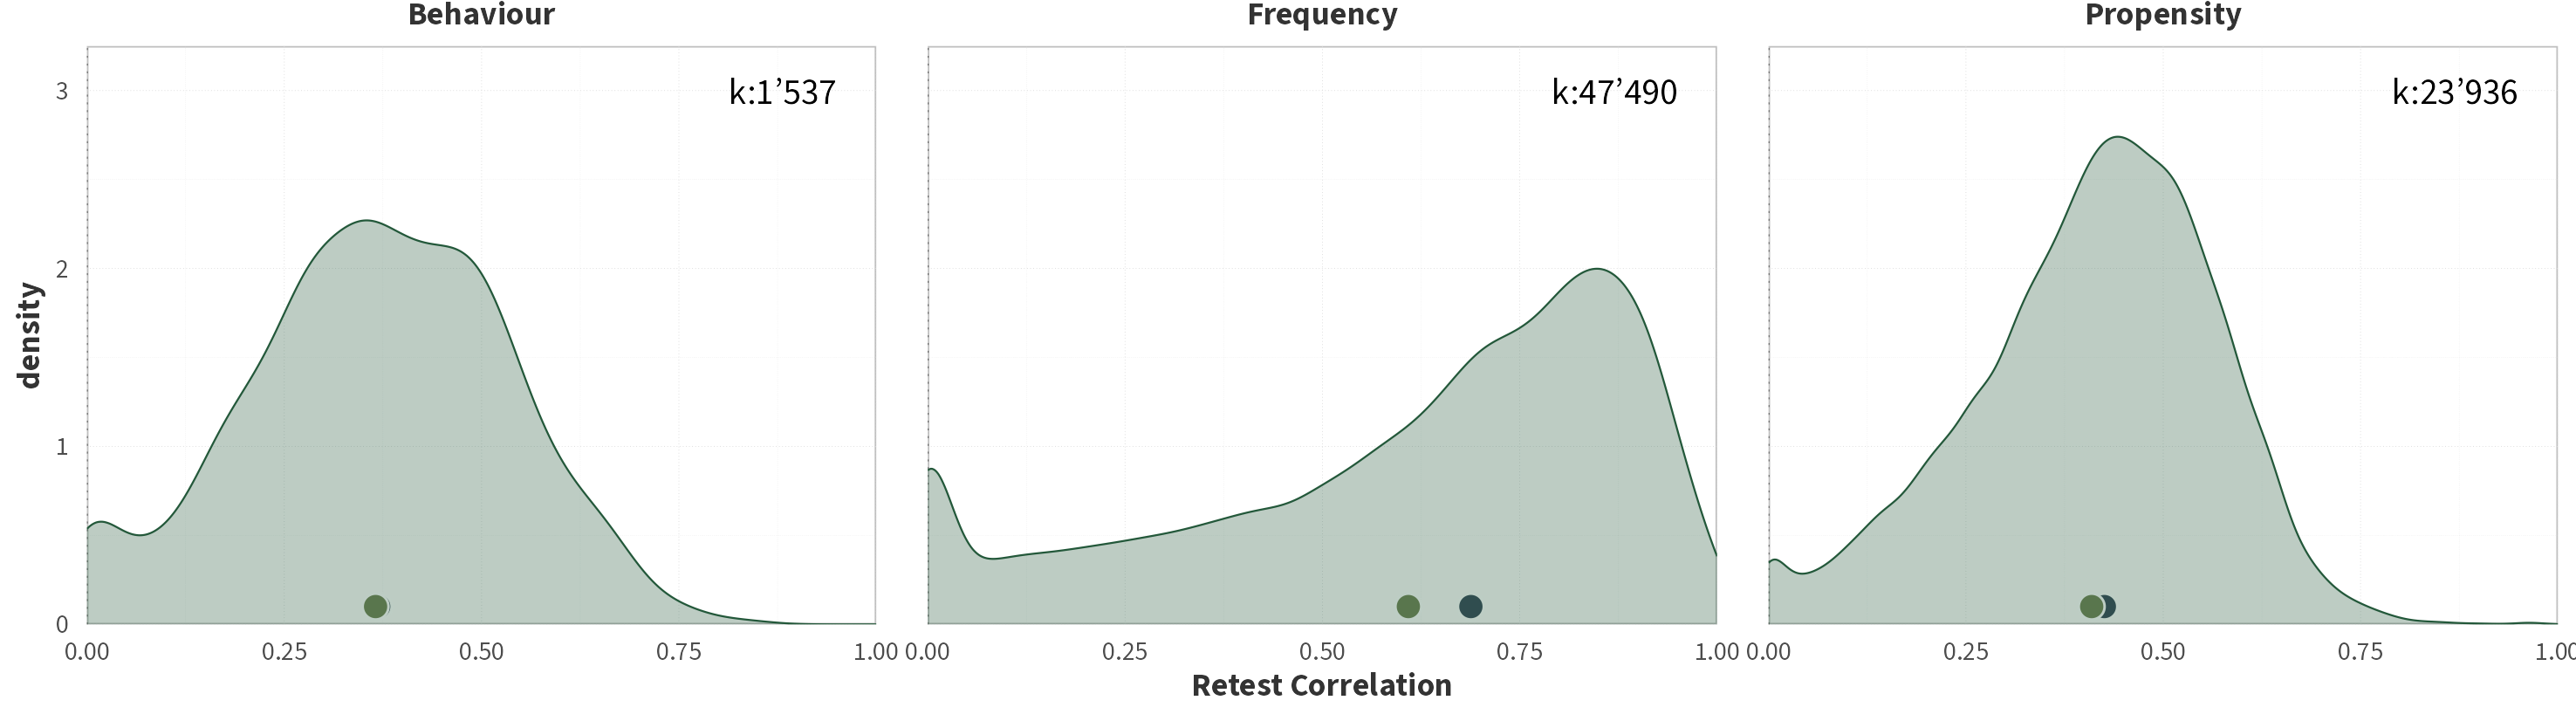 Behaviour Frequency Propensity
k:1’537 k:47’490 k:23’936
density
3
2
1
0
0.00 0.25 0.50 0.75 1.00 0.00 0.25 0.50 0.75 1.00 0.00 0.25 0.50 0.75 1.00
Retest Correlation